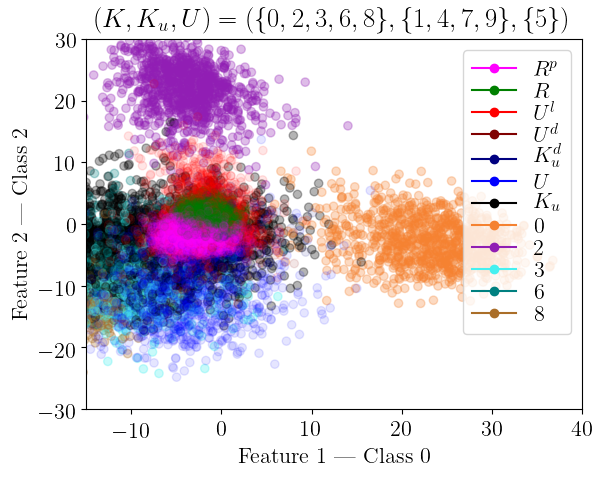 (K, K_u, U) = ({0, 2, 3, 6, 8}, {1, 4, 7, 9}, {5})
30
20
10
0
−10
−20
−30
Feature 2 — Class 2
R^p
R
U^l
U^d
K_u^d
U
K_u
0
2
3
6
8
−10
0
10
20
30
40
Feature 1 — Class 0